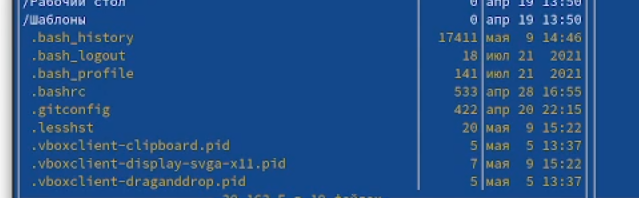 /Рабочий стол 0 апр 19 13:50
/Шаблоны 0 апр 19 13:50
.bash_history 17411 мая 9 14:46
.bash_logout 18 июл 21 2021
.bash_profile 141 июл 21 2021
.bashrc 533 апр 28 16:55
.gitconfig 422 апр 20 22:15
.lesshst 20 мая 9 15:22
.vboxclient-clipboard.pid 5 мая 5 13:37
.vboxclient-display-svga-x11.pid 7 мая 9 15:22
.vboxclient-draganddrop.pid 5 мая 5 13:37